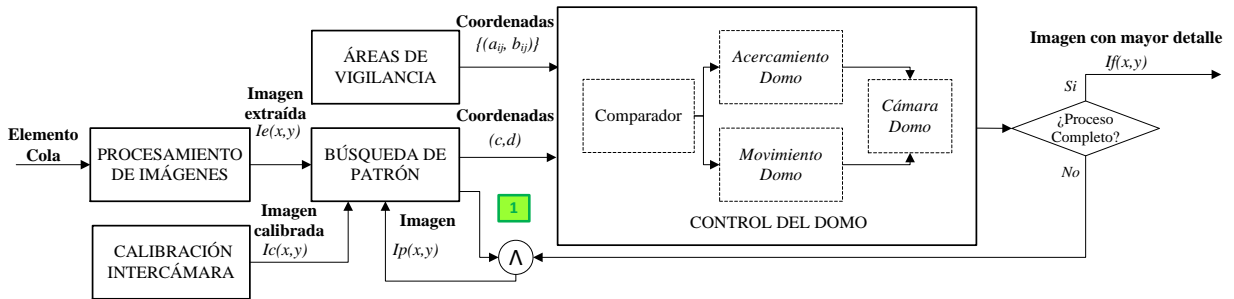 Elemento
Cola
PROCESAMIENTO
DE IMÁGENES
Imagen
extraída
Ie(x,y)
CALIBRACIÓN
INTERCÁMARA
Imagen
calibrada
Ic(x,y)
ÁREAS DE
VIGILANCIA
BÚSQUEDA DE
PATRÓN
Coordenadas
{(aij, bij)}
Coordenadas
(c,d)
1
Imagen
Ip(x,y)
Λ
Comparador
Acercamiento
Domo
Movimiento
Domo
Cámara
Domo
CONTROL DEL DOMO
Imagen con mayor detalle
If(x,y)
Si
¿Proceso
Completo?
No